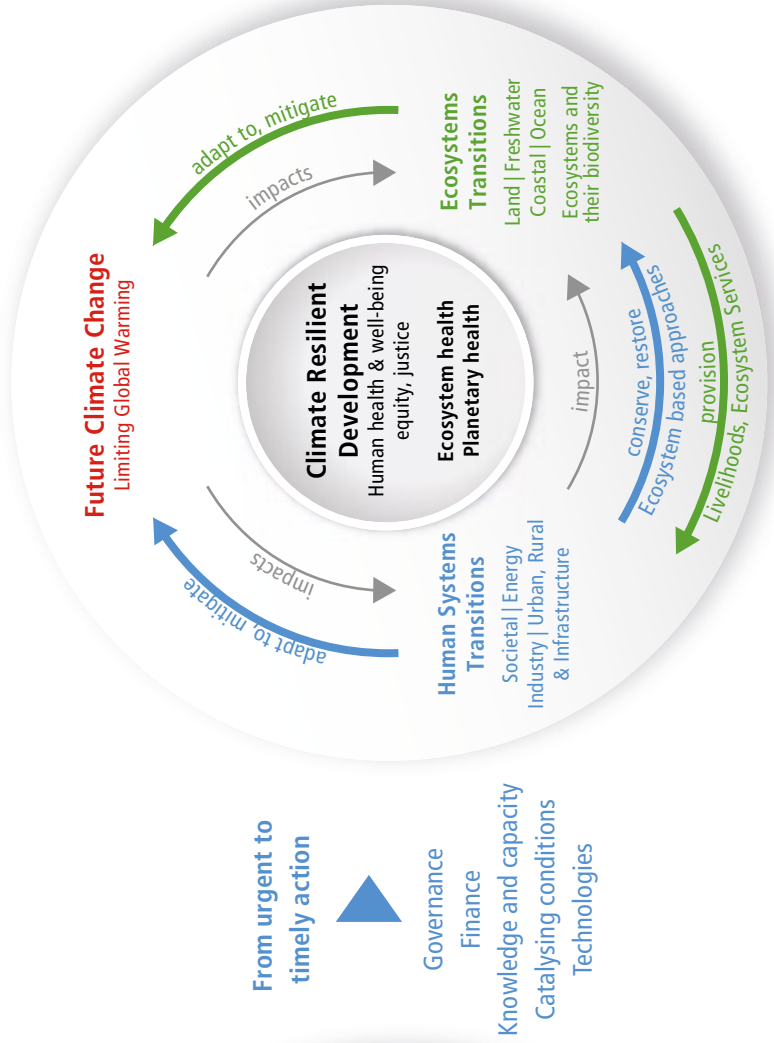 From urgent to
timely action
Governance
Finance
Knowledge and capacity
Catalysing conditions
Technologies
Future Climate Change
Limiting Global Warming
adapt to, mitigate
impacts
adapt to, mitigate
impacts
Climate Resilient
Development
Human health & well-being
equity, justice
Ecosystem health
Planetary health
Human Systems
Transitions
Societal | Energy
Industry | Urban, Rural
& Infrastructure
Ecosystems
Transitions
Land | Freshwater
Coastal | Ocean
Ecosystems and
their biodiversity
impact
conserve, restore
Ecosystem based approaches
provision
Livelihoods, Ecosystem Services